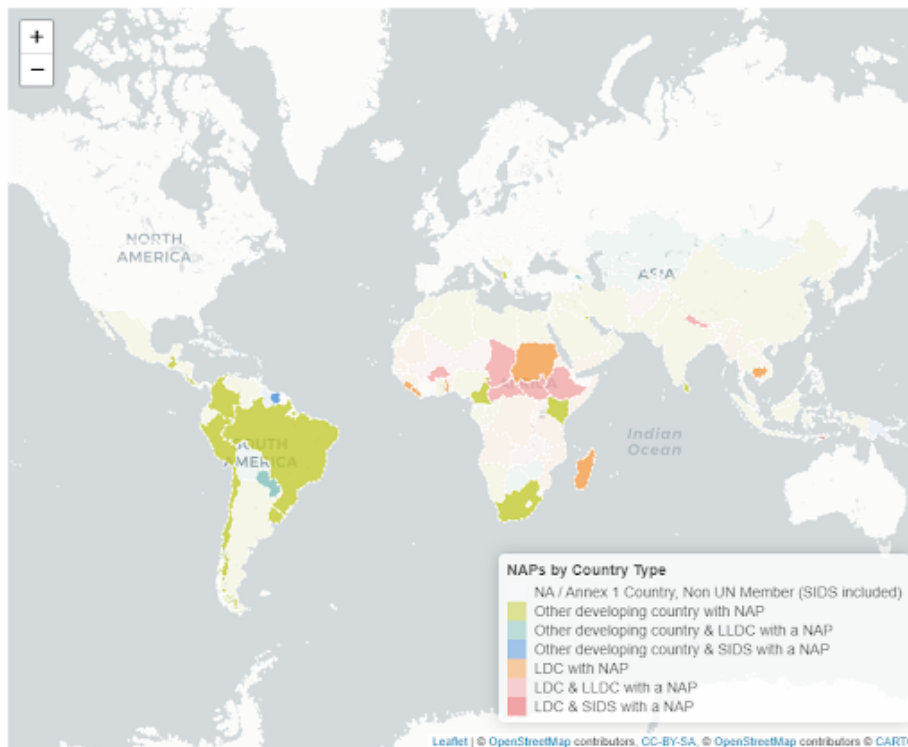 +
−
NORTH
AMERICA
ASIA
AFRICA
SOUTH
AMERICA
Indian
Ocean
NAPs by Country Type
NA / Annex 1 Country, Non UN Member (SIDS included)
Other developing country with NAP
Other developing country & LLDC with a NAP
Other developing country & SIDS with a NAP
LDC with NAP
LDC & LLDC with a NAP
LDC & SIDS with a NAP
Leaflet | © OpenStreetMap contributors, CC-BY-SA, © OpenStreetMap contributors © CARTO